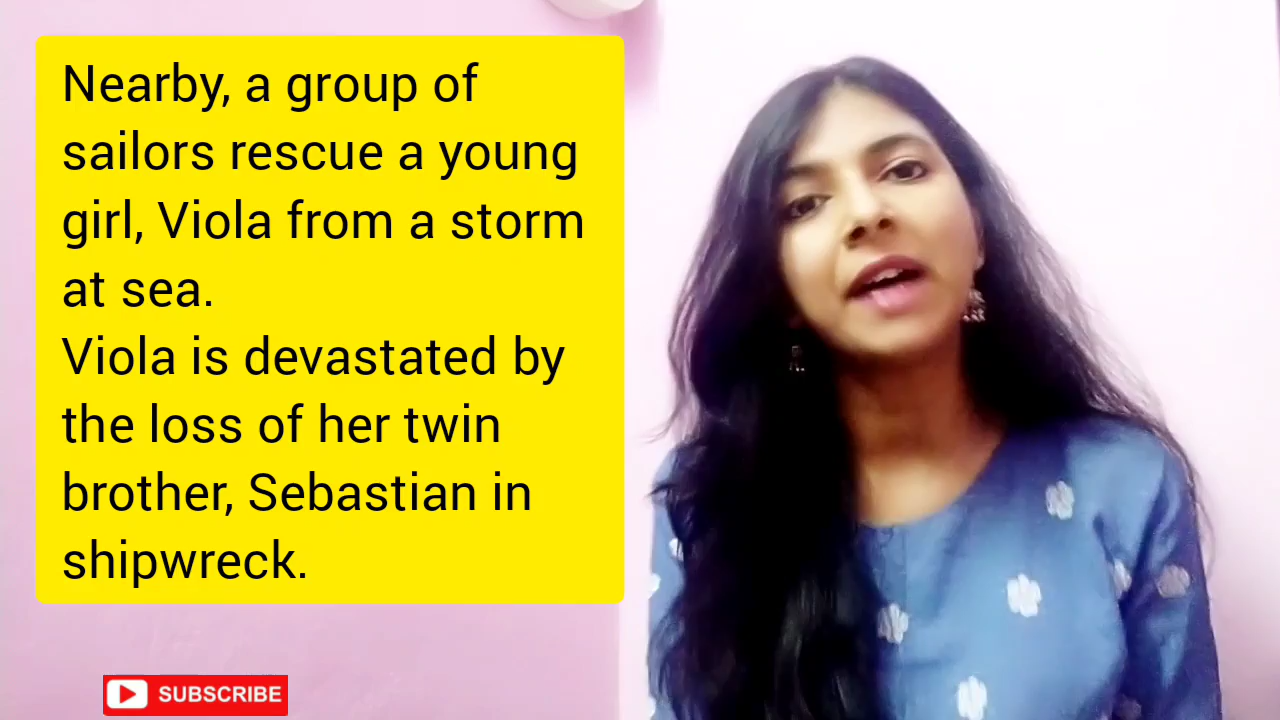 Nearby, a group of
sailors rescue a young
girl, Viola from a storm
at sea.
Viola is devastated by
the loss of her twin
brother, Sebastian in
shipwreck.
SUBSCRIBE